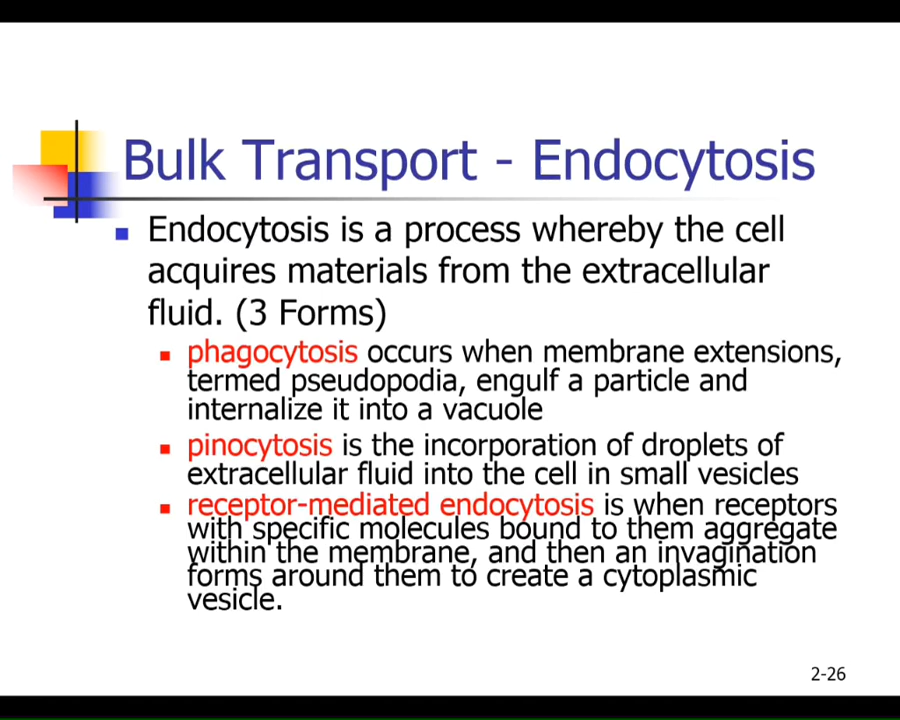 Bulk Transport - Endocytosis
Endocytosis is a process whereby the cell
acquires materials from the extracellular
fluid. (3 Forms)
phagocytosis occurs when membrane extensions,
termed pseudopodia, engulf a particle and
internalize it into a vacuole
pinocytosis is the incorporation of droplets of
extracellular fluid into the cell in small vesicles
receptor-mediated endocytosis is when receptors
with specific molecules bound to them aggregate
within the membrane, and then an invagination
forms around them to create a cytoplasmic
vesicle.
2-26